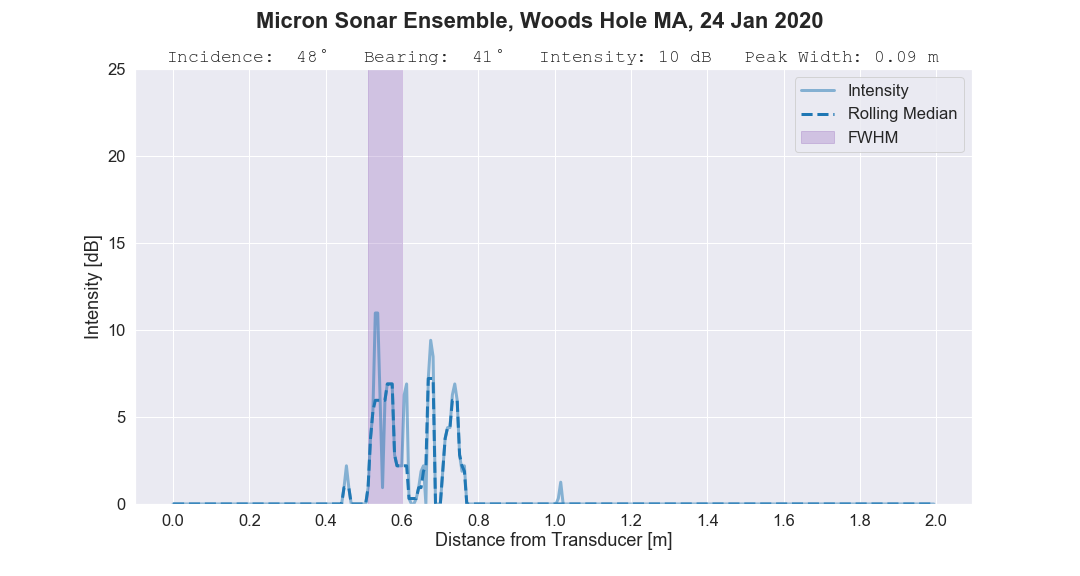 Micron Sonar Ensemble, Woods Hole MA, 24 Jan 2020
Incidence: 48° Bearing: 41° Intensity: 10 dB Peak Width: 0.09 m
25
20
15
10
5
0
Intensity [dB]
Intensity
Rolling Median
FWHM
0.0 0.2 0.4 0.6 0.8 1.0 1.2 1.4 1.6 1.8 2.0
Distance from Transducer [m]